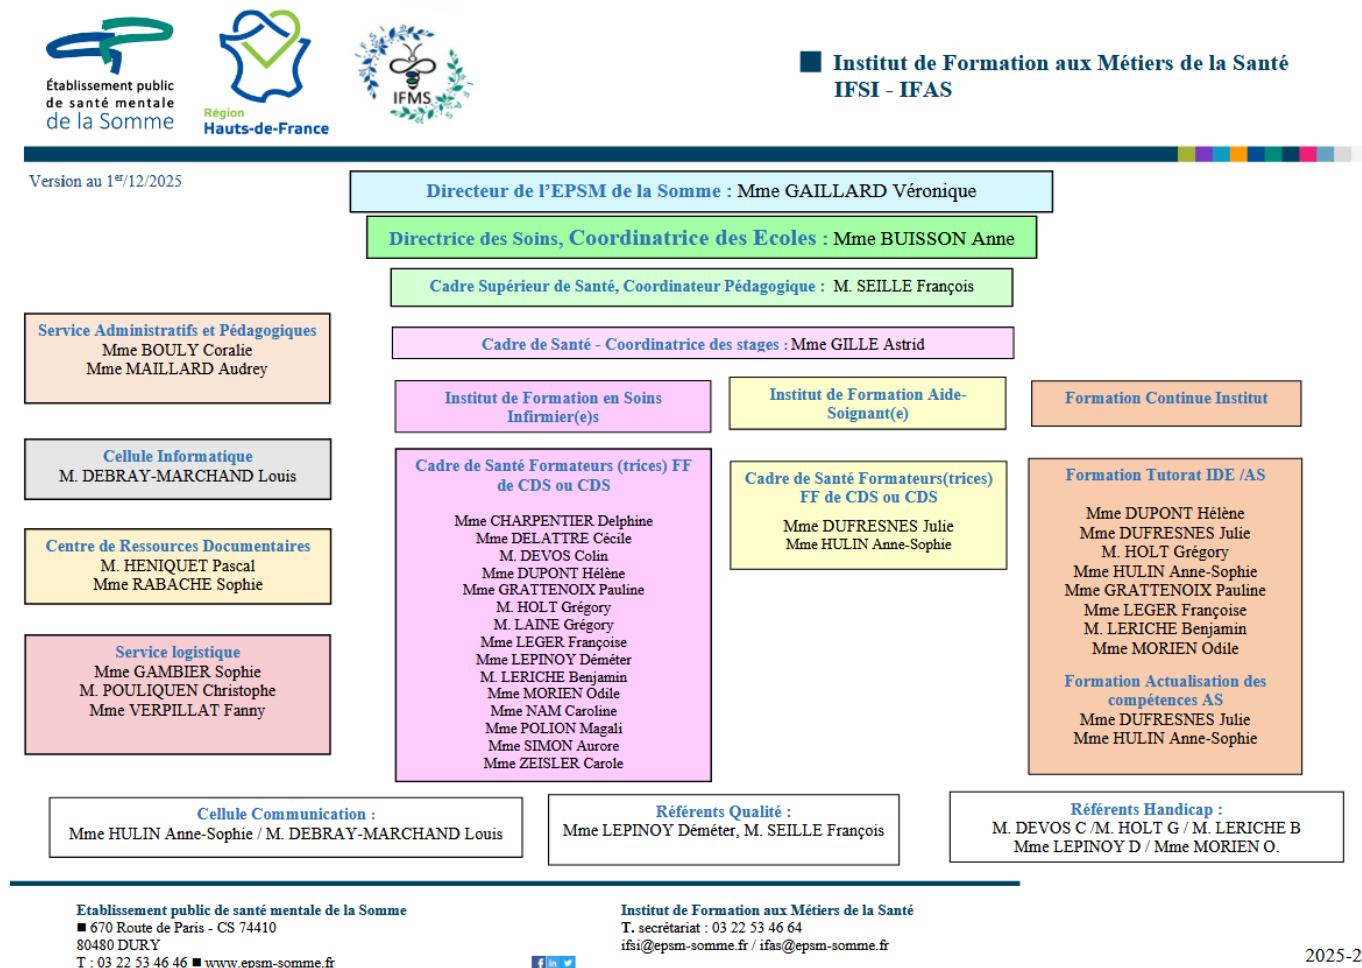 Établissement public
de santé mentale
de la Somme
Région
Hauts-de-France
IFMS
Institut de Formation aux Métiers de la Santé
IFSI - IFAS
Version au 1er/12/2025
Directeur de l'EPSM de la Somme : Mme GAILLARD Véronique
Directrice des Soins, Coordinatrice des Ecoles : Mme BUISSON Anne
Cadre Supérieur de Santé, Coordinateur Pédagogique : M. SEILLE François
Cadre de Santé - Coordinatrice des stages : Mme GILLE Astrid
Service Administratifs et Pédagogiques
Mme BOULY Coralie
Mme MAILLARD Audrey
Cellule Informatique
M. DEBRAY-MARCHAND Louis
Centre de Ressources Documentaires
M. HENIQUET Pascal
Mme RABACHE Sophie
Service logistique
Mme GAMBIER Sophie
M. POULIQUEN Christophe
Mme VERPILLAT Fanny
Institut de Formation en Soins
Infirmier(e)s
Cadre de Santé Formateurs (trices) FF
de CDS ou CDS
Mme CHARPENTIER Delphine
Mme DELATTRE Cécile
M. DEVOS Colin
Mme DUPONT Hélène
Mme GRATTENOIX Pauline
M. HOLT Grégory
M. LAINE Grégory
Mme LEGER Françoise
Mme LEPINOY Déméter
M. LERICHE Benjamin
Mme MORIEN Odile
Mme NAM Caroline
Mme POLION Magali
Mme SIMON Aurore
Mme ZEISLER Carole
Institut de Formation Aide-
Soignant(e)
Cadre de Santé Formateurs(trices)
FF de CDS ou CDS
Mme DUFRESNES Julie
Mme HULIN Anne-Sophie
Formation Continue Institut
Formation Tutorat IDE /AS
Mme DUPONT Hélène
Mme DUFRESNES Julie
M. HOLT Grégory
Mme HULIN Anne-Sophie
Mme GRATTENOIX Pauline
Mme LEGER Françoise
M. LERICHE Benjamin
Mme MORIEN Odile
Formation Actualisation des
compétences AS
Mme DUFRESNES Julie
Mme HULIN Anne-Sophie
Cellule Communication :
Mme HULIN Anne-Sophie / M. DEBRAY-MARCHAND Louis
Référents Qualité :
Mme LEPINOY Déméter, M. SEILLE François
Référents Handicap :
M. DEVOS C /M. HOLT G / M. LERICHE B
Mme LEPINOY D / Mme MORIEN O.
Etablissement public de santé mentale de la Somme
■ 670 Route de Paris - CS 74410
80480 DURY
T : 03 22 53 46 46 ■ www.epsm-somme.fr
Institut de Formation aux Métiers de la Santé
T. secrétariat : 03 22 53 46 64
ifsi@epsm-somme.fr / ifas@epsm-somme.fr
2025-2